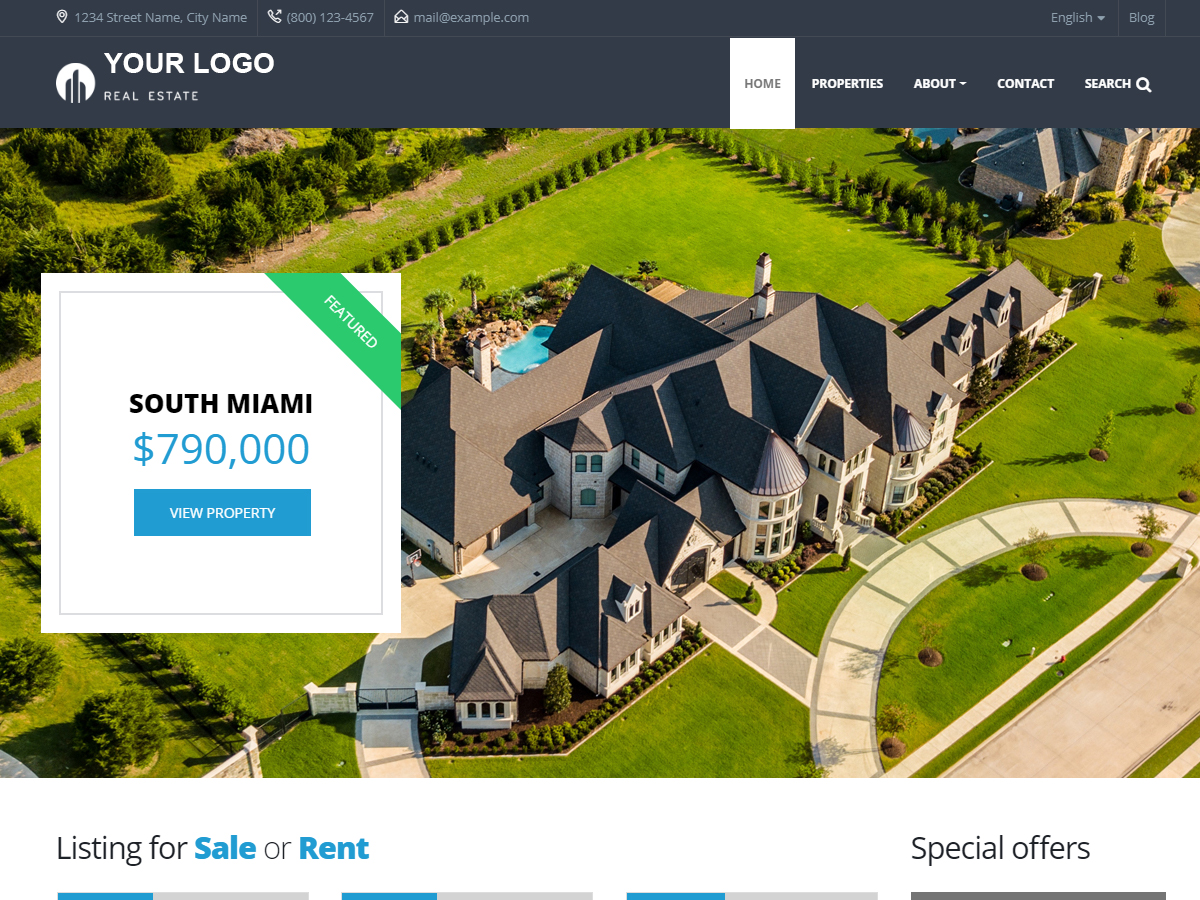 1234 Street Name, City Name
(800) 123-4567
mail@example.com
English
Blog
YOUR LOGO
REAL ESTATE
HOME
PROPERTIES
ABOUT
CONTACT
SEARCH
FEATURED
SOUTH MIAMI
$790,000
VIEW PROPERTY
Listing for Sale or Rent
Special offers